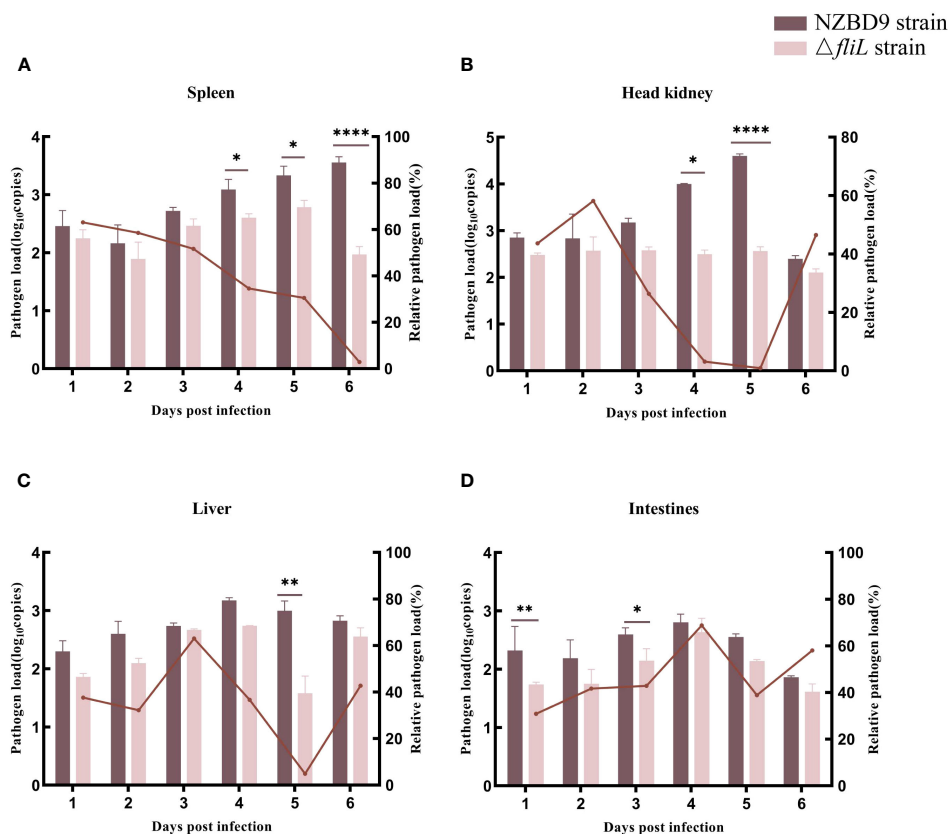 NZBD9 strain
△fliL strain
A
Spleen
Pathogen load(log10copies)
4
3
2
1
0
*
*
****
100
80
60
40
20
0
Relative pathogen load(%)
1 2 3 4 5 6
Days post infection
B
Head kidney
Pathogen load(log10copies)
5
4
3
2
1
0
*
****
80
60
40
20
0
Relative pathogen load(%)
1 2 3 4 5 6
Days post infection
C
Liver
Pathogen load(log10copies)
4
3
2
1
0
**
100
80
60
40
20
0
Relative pathogen load(%)
1 2 3 4 5 6
Days post infection
D
Intestines
Pathogen load(log10copies)
4
3
2
1
0
**
*
100
80
60
40
20
0
Relative pathogen load(%)
1 2 3 4 5 6
Days post infection